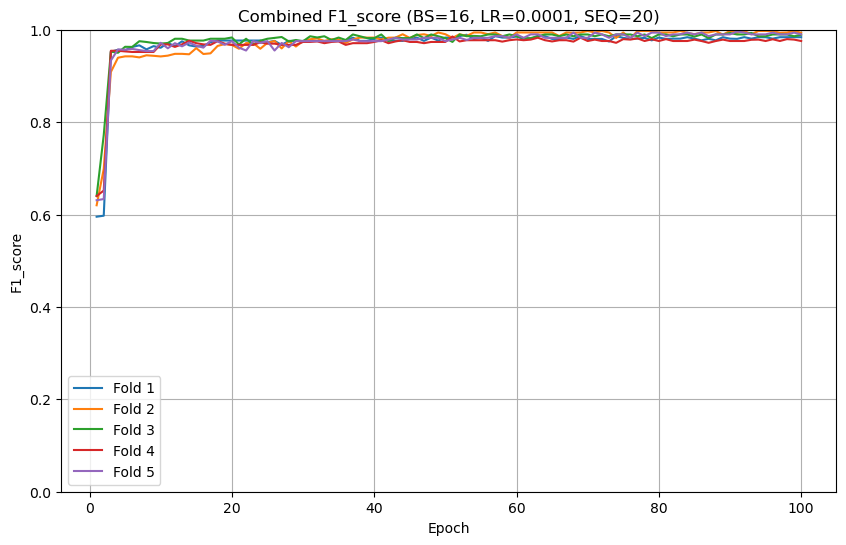 Combined F1_score (BS=16, LR=0.0001, SEQ=20)
1.0
0.8
0.6
0.4
0.2
0.0
F1_score
Fold 1
Fold 2
Fold 3
Fold 4
Fold 5
0 20 40 60 80 100
Epoch